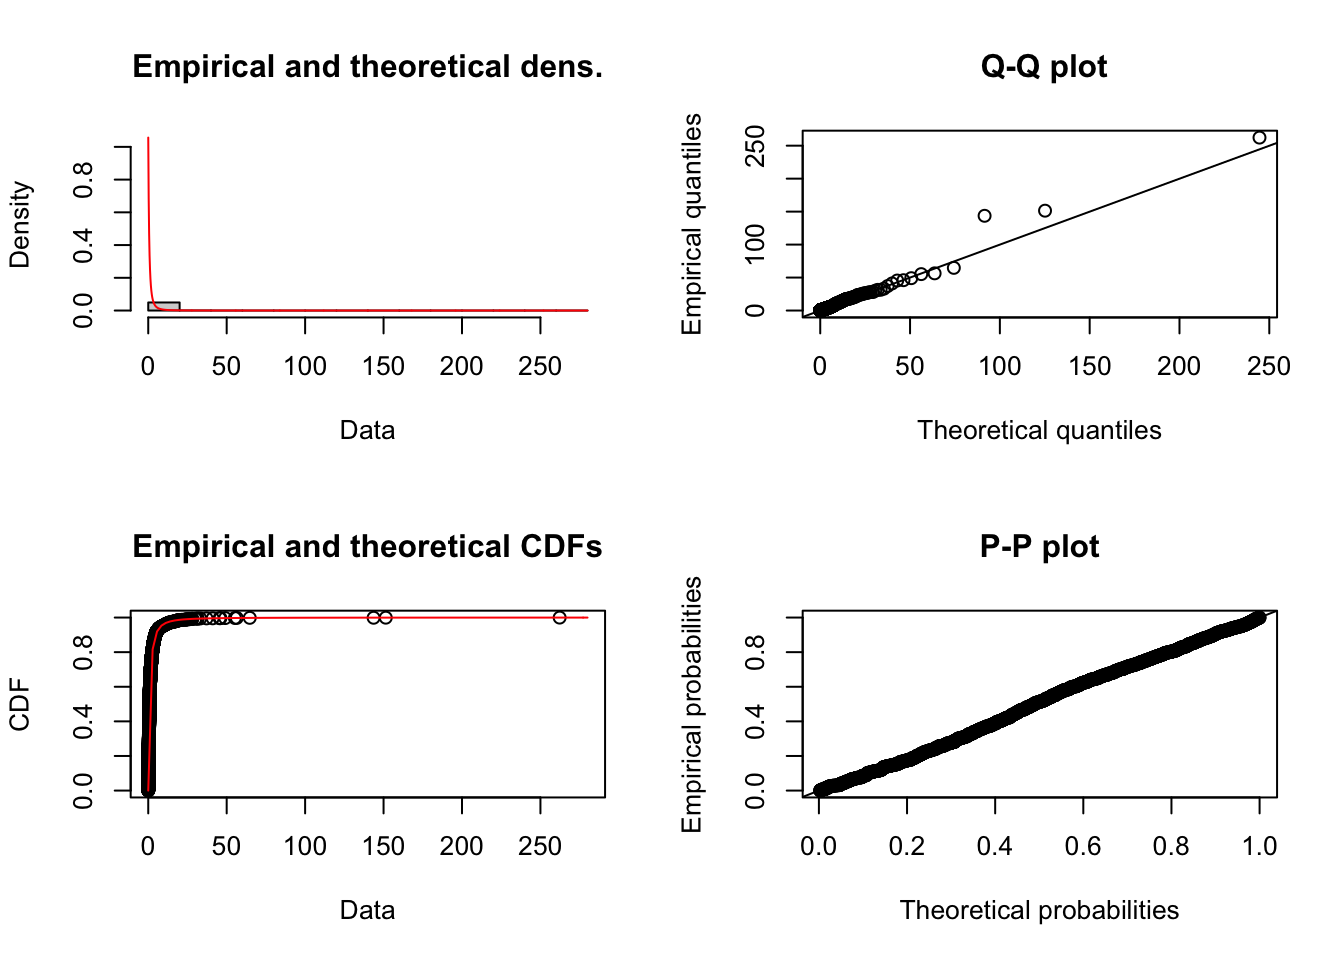 Empirical and theoretical dens.
Density
0.0 0.4 0.8
0 50 100 150 200 250
Data
Q-Q plot
Empirical quantiles
0 100 250
0 50 100 150 200 250
Theoretical quantiles
Empirical and theoretical CDFs
CDF
0.0 0.4 0.8
0 50 100 150 200 250
Data
P-P plot
Empirical probabilities
0.0 0.4 0.8
0.0 0.2 0.4 0.6 0.8 1.0
Theoretical probabilities